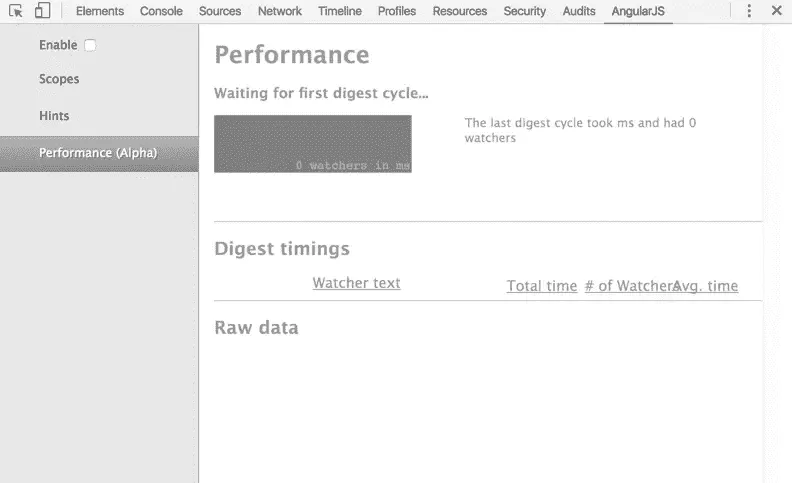 Elements Console Sources Network Timeline Profiles Resources Security Audits AngularJS
Enable
Scopes
Hints
Performance (Alpha)
Performance
Waiting for first digest cycle...
0 watchers in ms
The last digest cycle took ms and had 0
watchers
Digest timings
Watcher text Total time # of Watchers Avg. time
Raw data